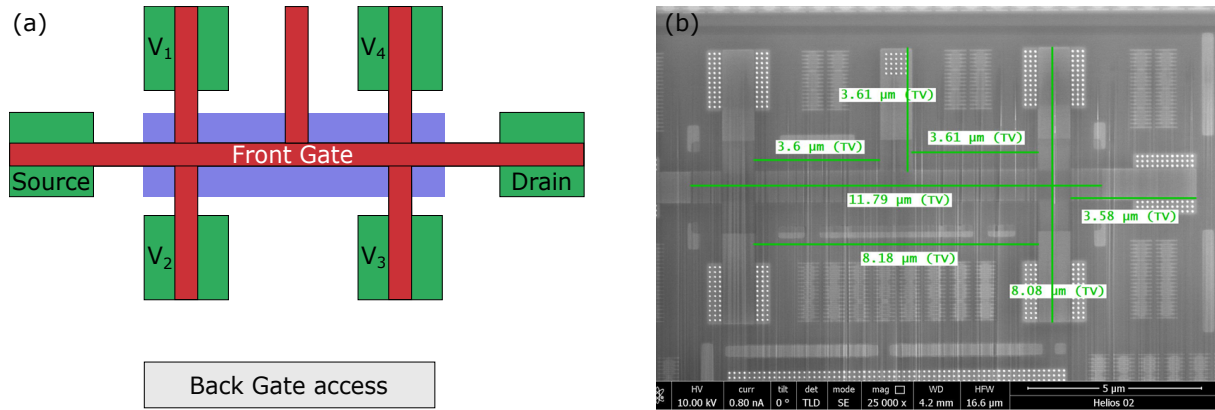 (a)
V1
V4
Front Gate
Source
Drain
V2
V3
Back Gate access
(b)
3.61 µm (TV)
3.6 µm (TV)
3.61 µm (TV)
11.79 µm (TV)
3.58 µm (TV)
8.18 µm (TV)
8.08 µm (TV)
HV curr tilt det mode mag WD HFW 5 µm
10.00 kV 0.80 nA 0 ° TLD SE 25 000 x 4.2 mm 16.6 µm Helios 02